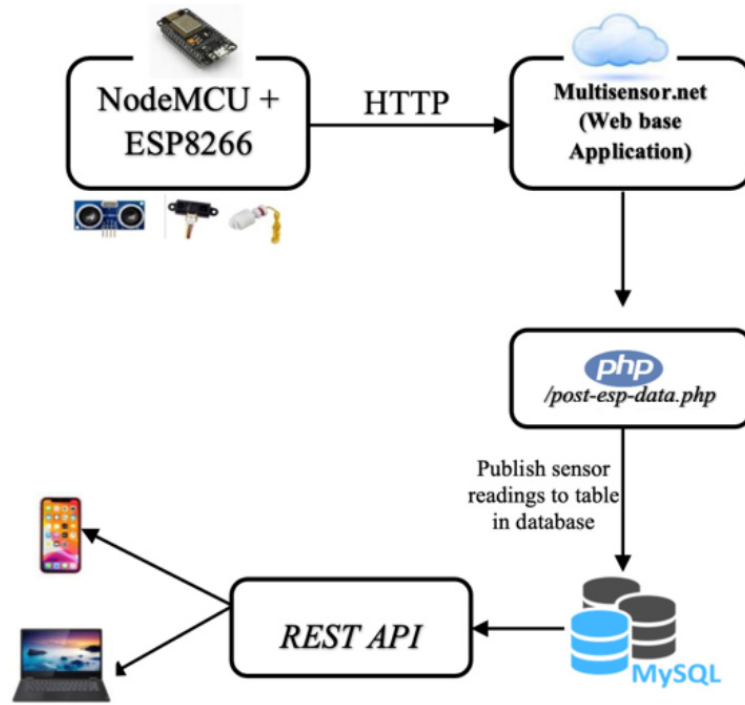 NodeMCU +
ESP8266
HTTP
Multisensor.net
(Web base
Application)
php
/post-esp-data.php
Publish sensor
readings to table
in database
MySQL
REST API